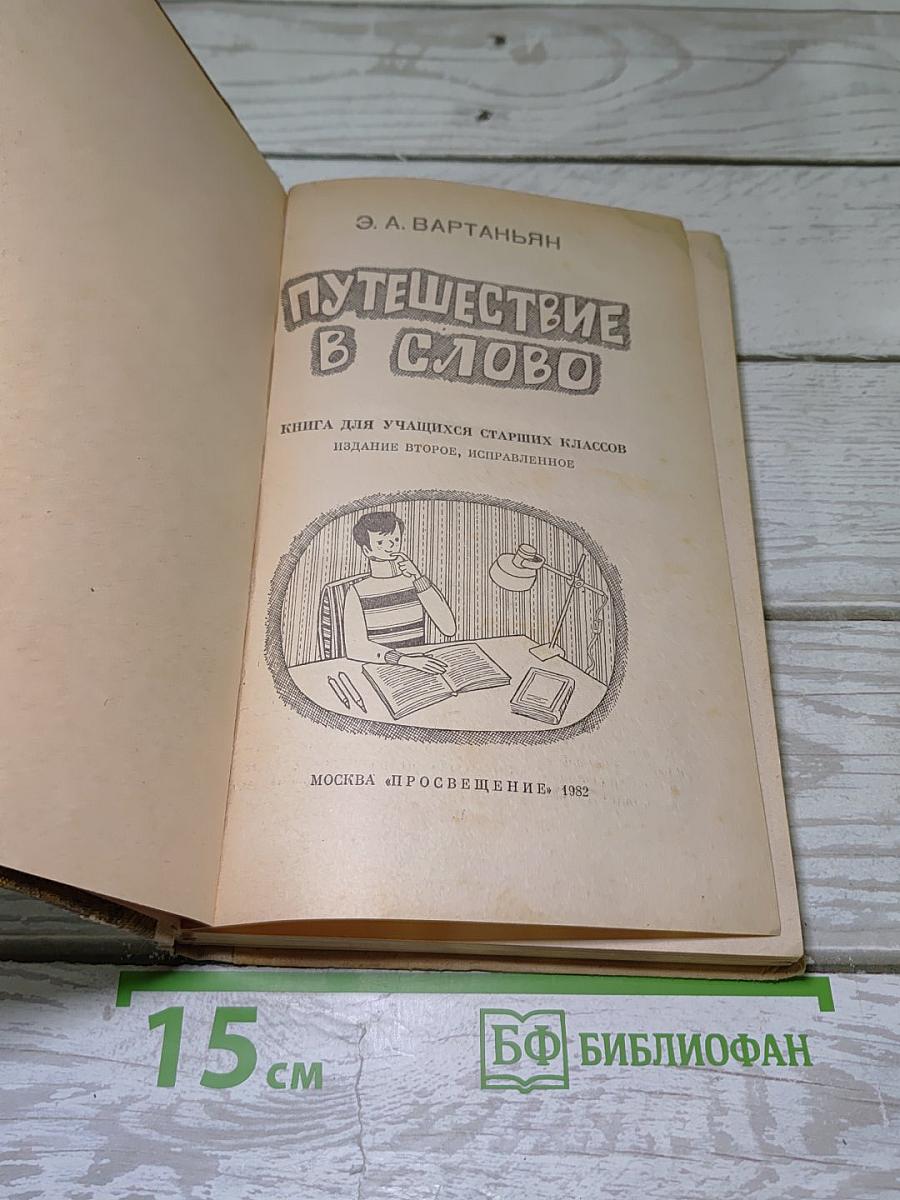 Э. А. ВАРТАНЬЯН
ПУТЕШЕСТВИЕ
В СЛОВО
КНИГА ДЛЯ УЧАЩИХСЯ СТАРШИХ КЛАССОВ
ИЗДАНИЕ ВТОРОЕ, ИСПРАВЛЕННОЕ
МОСКВА «ПРОСВЕЩЕНИЕ» 1982
15 см
БФ БИБЛИОФАН